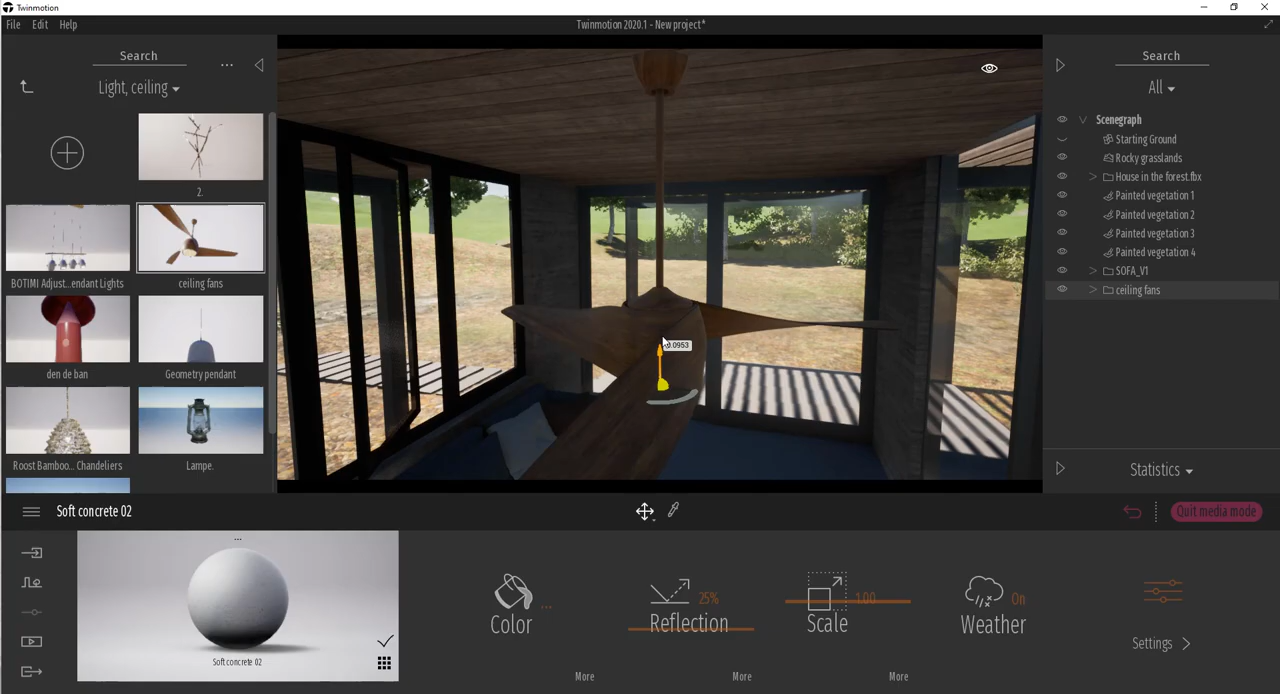 Twinmotion
File Edit Help
Twinmotion 2020.1 - New project*
Search
...
Light, ceiling
2.
BOTIMI Adjust...endant Lights
ceiling fans
den de ban
Geometry pendant
Roost Bamboo... Chandeliers
Lampe.
0.0953
Search
All
Scenegraph
Starting Ground
Rocky grasslands
House in the forest.fbx
Painted vegetation 1
Painted vegetation 2
Painted vegetation 3
Painted vegetation 4
SOFA_V1
ceiling fans
Statistics
Soft concrete 02
Quit media mode
...
Soft concrete 02
Color ...
Reflection 25%
Scale 1.00
Weather On
Settings
More
More
More